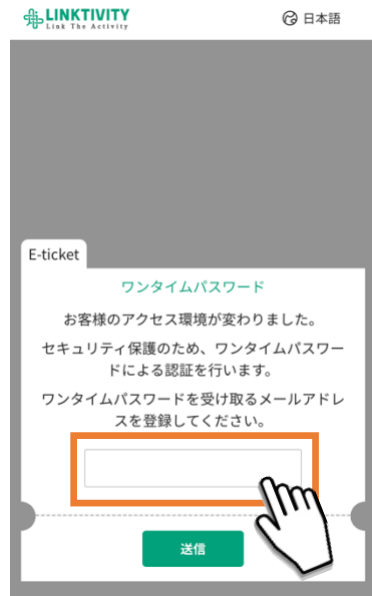 LINKTIVITY
Link The Activity
日本語
E-ticket
ワンタイムパスワード
お客様のアクセス環境が変わりました。
セキュリティ保護のため、ワンタイムパスワー
ドによる認証を行います。
ワンタイムパスワードを受け取るメールアドレ
スを登録してください。
送信